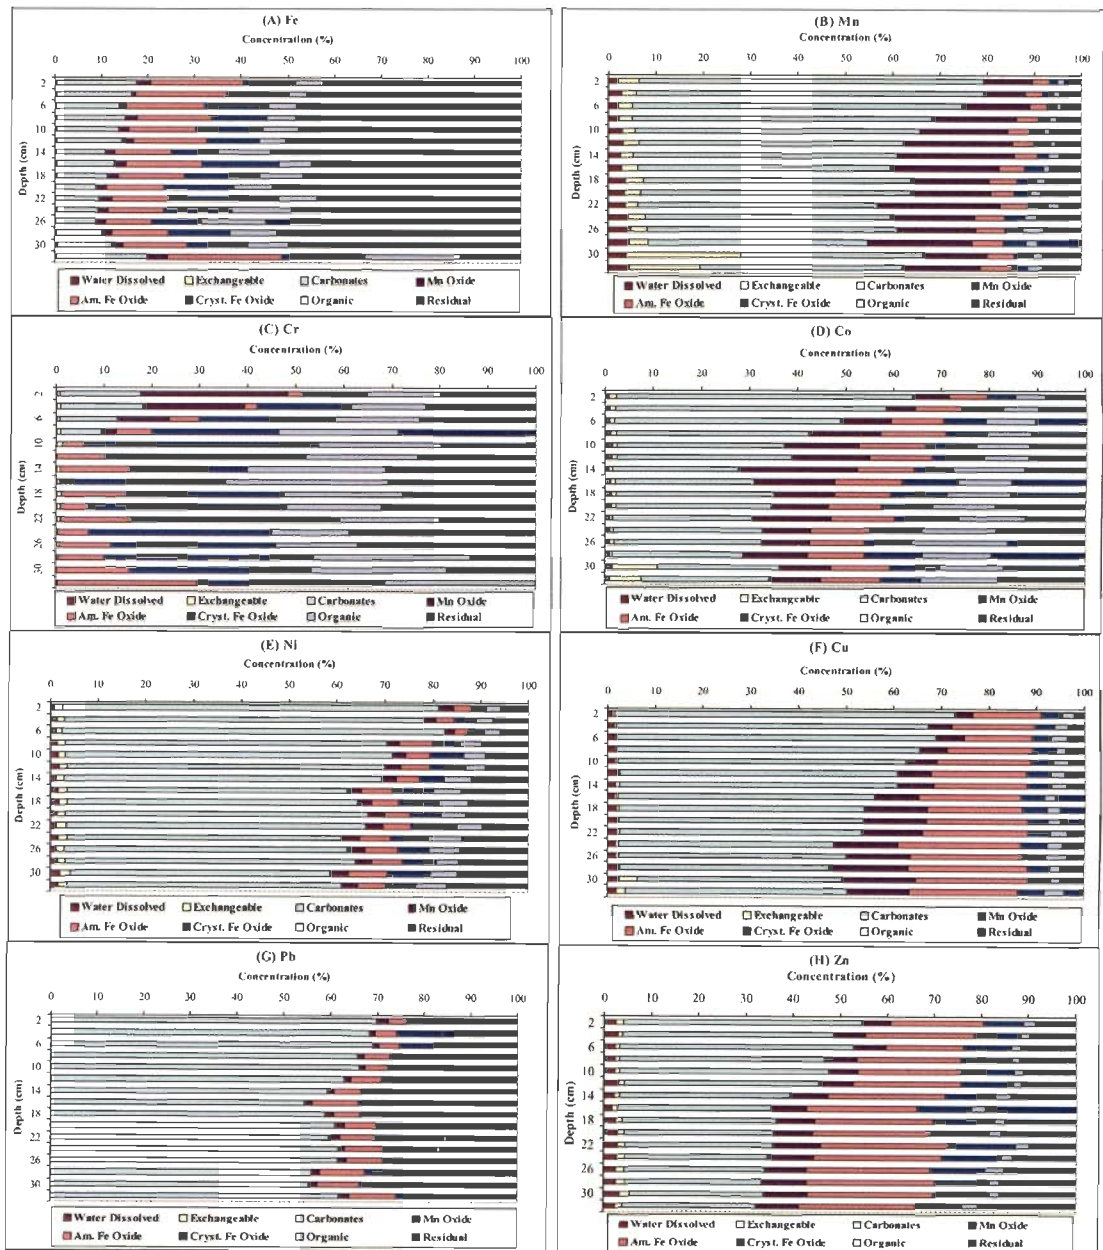 (A) Fe
Concentration (%)
0 10 20 30 40 50 60 70 80 90 100
2
6
10
14
18
22
26
30
Depth (cm)
Water Dissolved Exchangeable Carbonates Mn Oxide
Am. Fe Oxide Cryst. Fe Oxide Organic Residual
(B) Mn
Concentration (%)
0 10 20 30 40 50 60 70 80 90 100
2
6
10
14
18
22
26
30
Depth (cm)
Water Dissolved Exchangeable Carbonates Mn Oxide
Am. Fe Oxide Cryst. Fe Oxide Organic Residual
(C) Cr
Concentration (%)
0 10 20 30 40 50 60 70 80 90 100
2
6
10
14
18
22
26
30
Depth (cm)
Water Dissolved Exchangeable Carbonates Mn Oxide
Am. Fe Oxide Cryst. Fe Oxide Organic Residual
(D) Co
Concentration (%)
0 10 20 30 40 50 60 70 80 90 100
2
6
10
14
18
22
26
30
Depth (cm)
Water Dissolved Exchangeable Carbonates Mn Oxide
Am. Fe Oxide Cryst. Fe Oxide Organic Residual
(E) Ni
Concentration (%)
0 10 20 30 40 50 60 70 80 90 100
2
6
10
14
18
22
26
30
Depth (cm)
Water Dissolved Exchangeable Carbonates Mn Oxide
Am. Fe Oxide Cryst. Fe Oxide Organic Residual
(F) Cu
Concentration (%)
0 10 20 30 40 50 60 70 80 90 100
2
6
10
14
18
22
26
30
Depth (cm)
Water Dissolved Exchangeable Carbonates Mn Oxide
Am. Fe Oxide Cryst. Fe Oxide Organic Residual
(G) Pb
Concentration (%)
0 10 20 30 40 50 60 70 80 90 100
2
6
10
14
18
22
26
30
Depth (cm)
Water Dissolved Exchangeable Carbonates Mn Oxide
Am. Fe Oxide Cryst. Fe Oxide Organic Residual
(H) Zn
Concentration (%)
0 10 20 30 40 50 60 70 80 90 100
2
6
10
14
18
22
26
30
Depth (cm)
Water Dissolved Exchangeable Carbonates Mn Oxide
Am. Fe Oxide Cryst. Fe Oxide Organic Residual